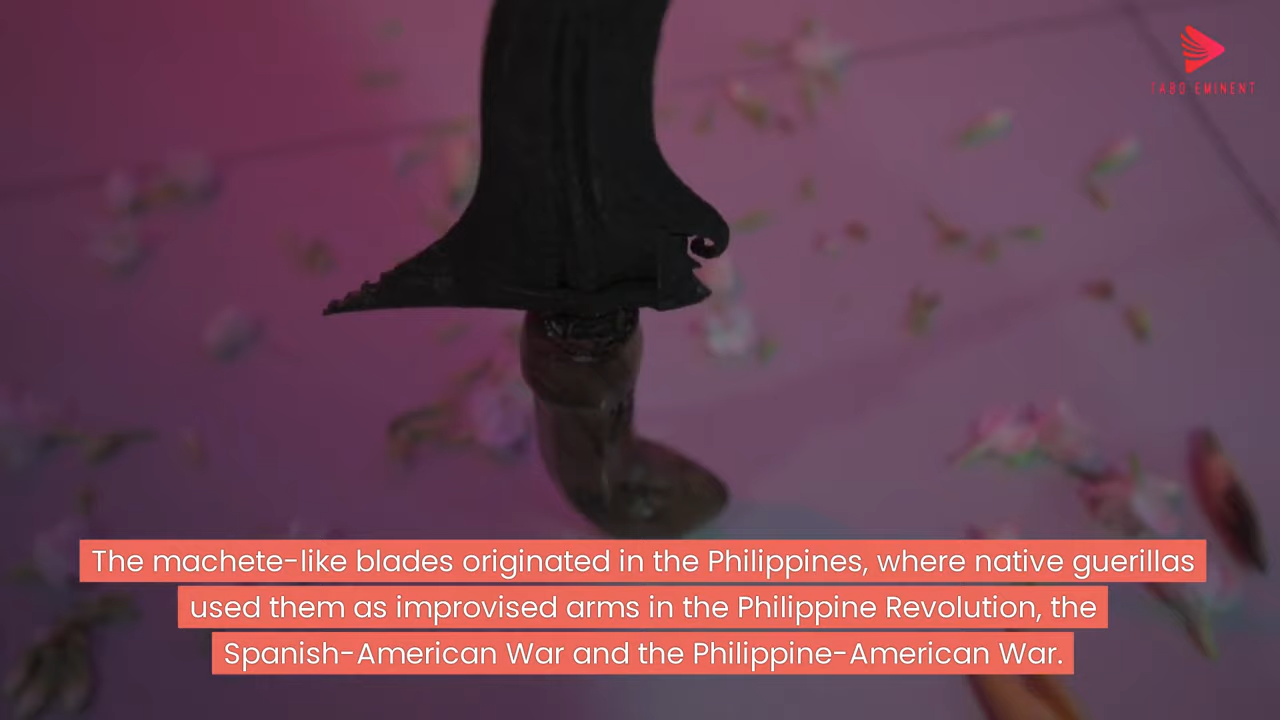 TABO EMINENT
The machete-like blades originated in the Philippines, where native guerillas
used them as improvised arms in the Philippine Revolution, the
Spanish-American War and the Philippine-American War.